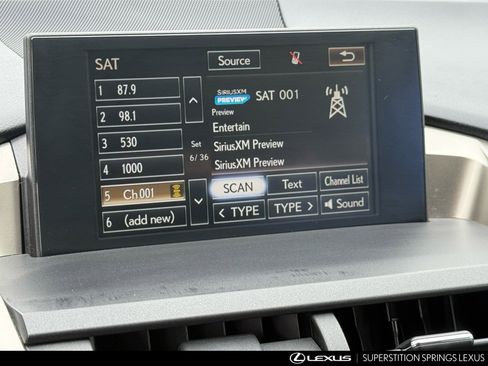 SAT
Source
1 87.9
2 98.1
3 530
4 1000
5 Ch 001
6 (add new)
Set
6/36
SIRIUSXM
PREVIEW
SAT 001
Preview
Entertain
SiriusXM Preview
SiriusXM Preview
SCAN
Text
Channel List
< TYPE
TYPE >
Sound
LEXUS | SUPERSTITION SPRINGS LEXUS